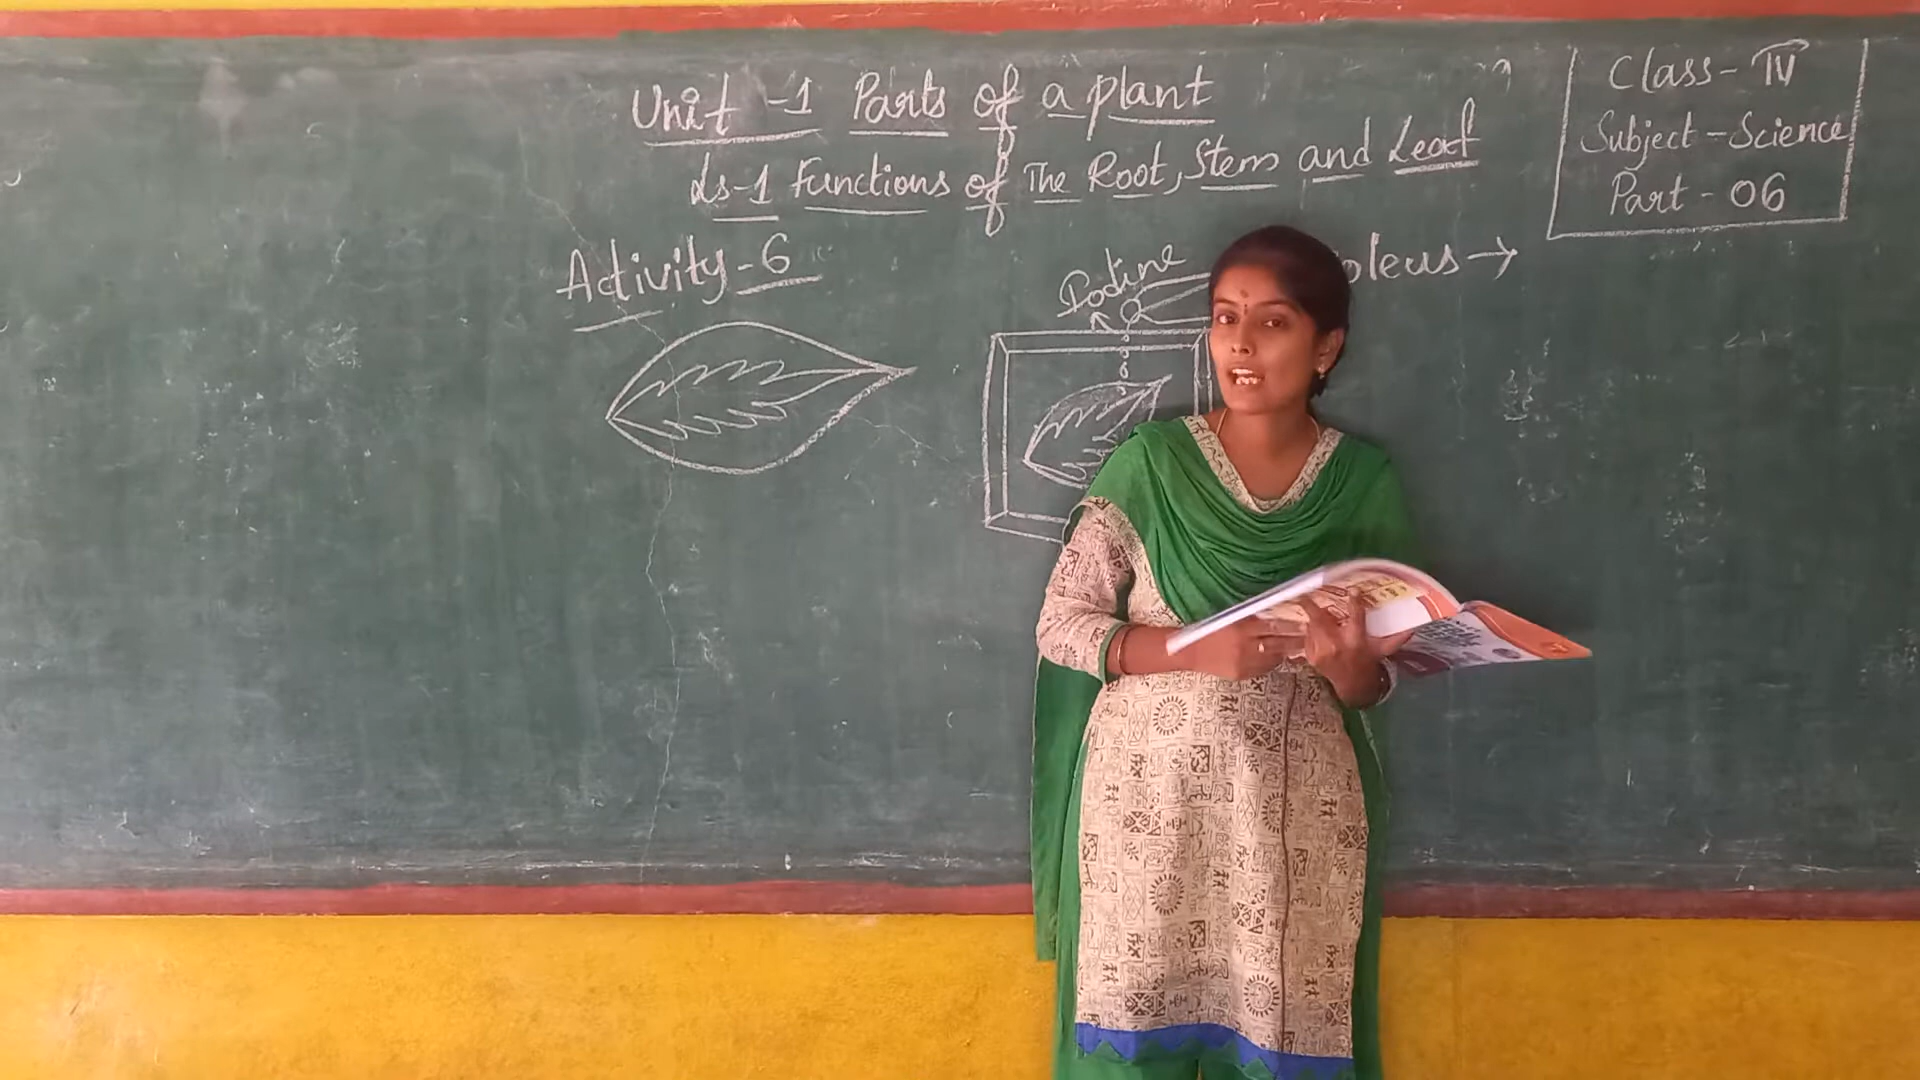 Unit-1 Parts of a plant
Ls-1 Functions of The Root, Stem and Leaf
Class-IV
Subject-Science
Part-06
Activity-6
Iodine
oleus→